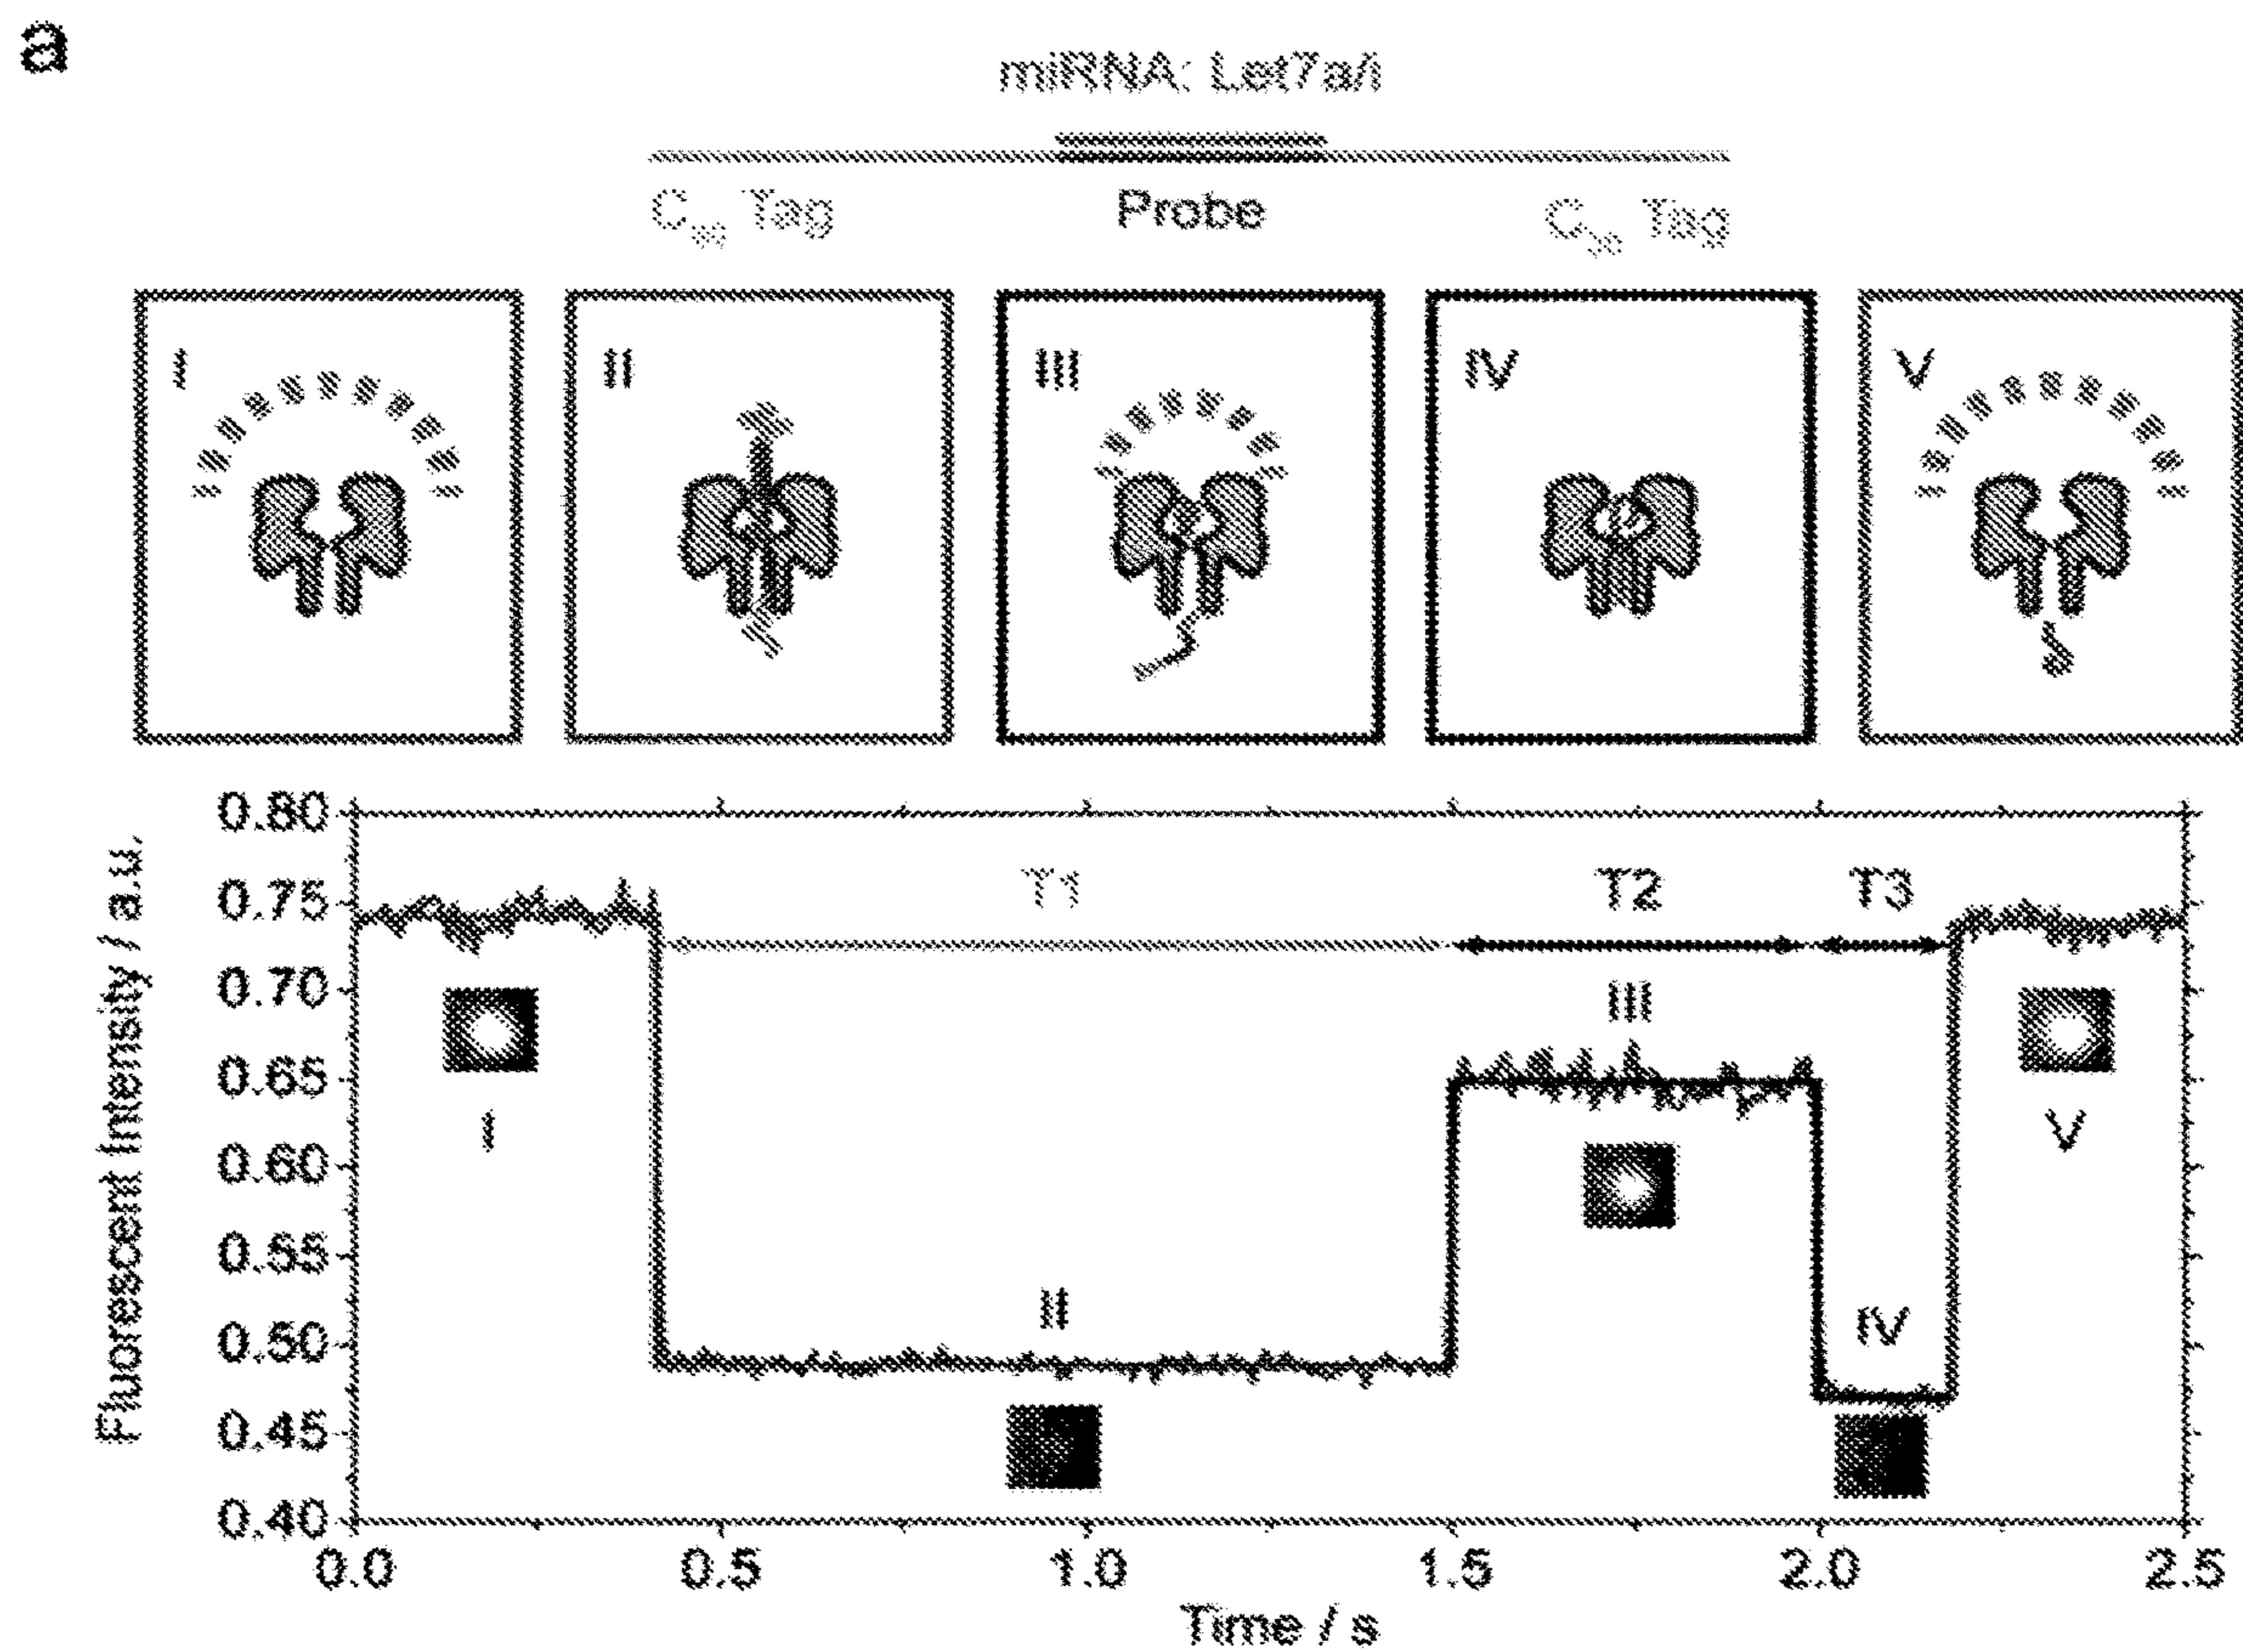 a
miRNA: Let7a/i
C Tag
Probe
C₃₀ Tag
I
II
III
IV
V
Fluorescent Intensity / a.u.
0.80
0.75
0.70
0.65
0.60
0.55
0.50
0.45
0.40
T1
T2
T3
I
II
III
IV
V
0.0
0.5
1.0
1.5
2.0
2.5
Time / s